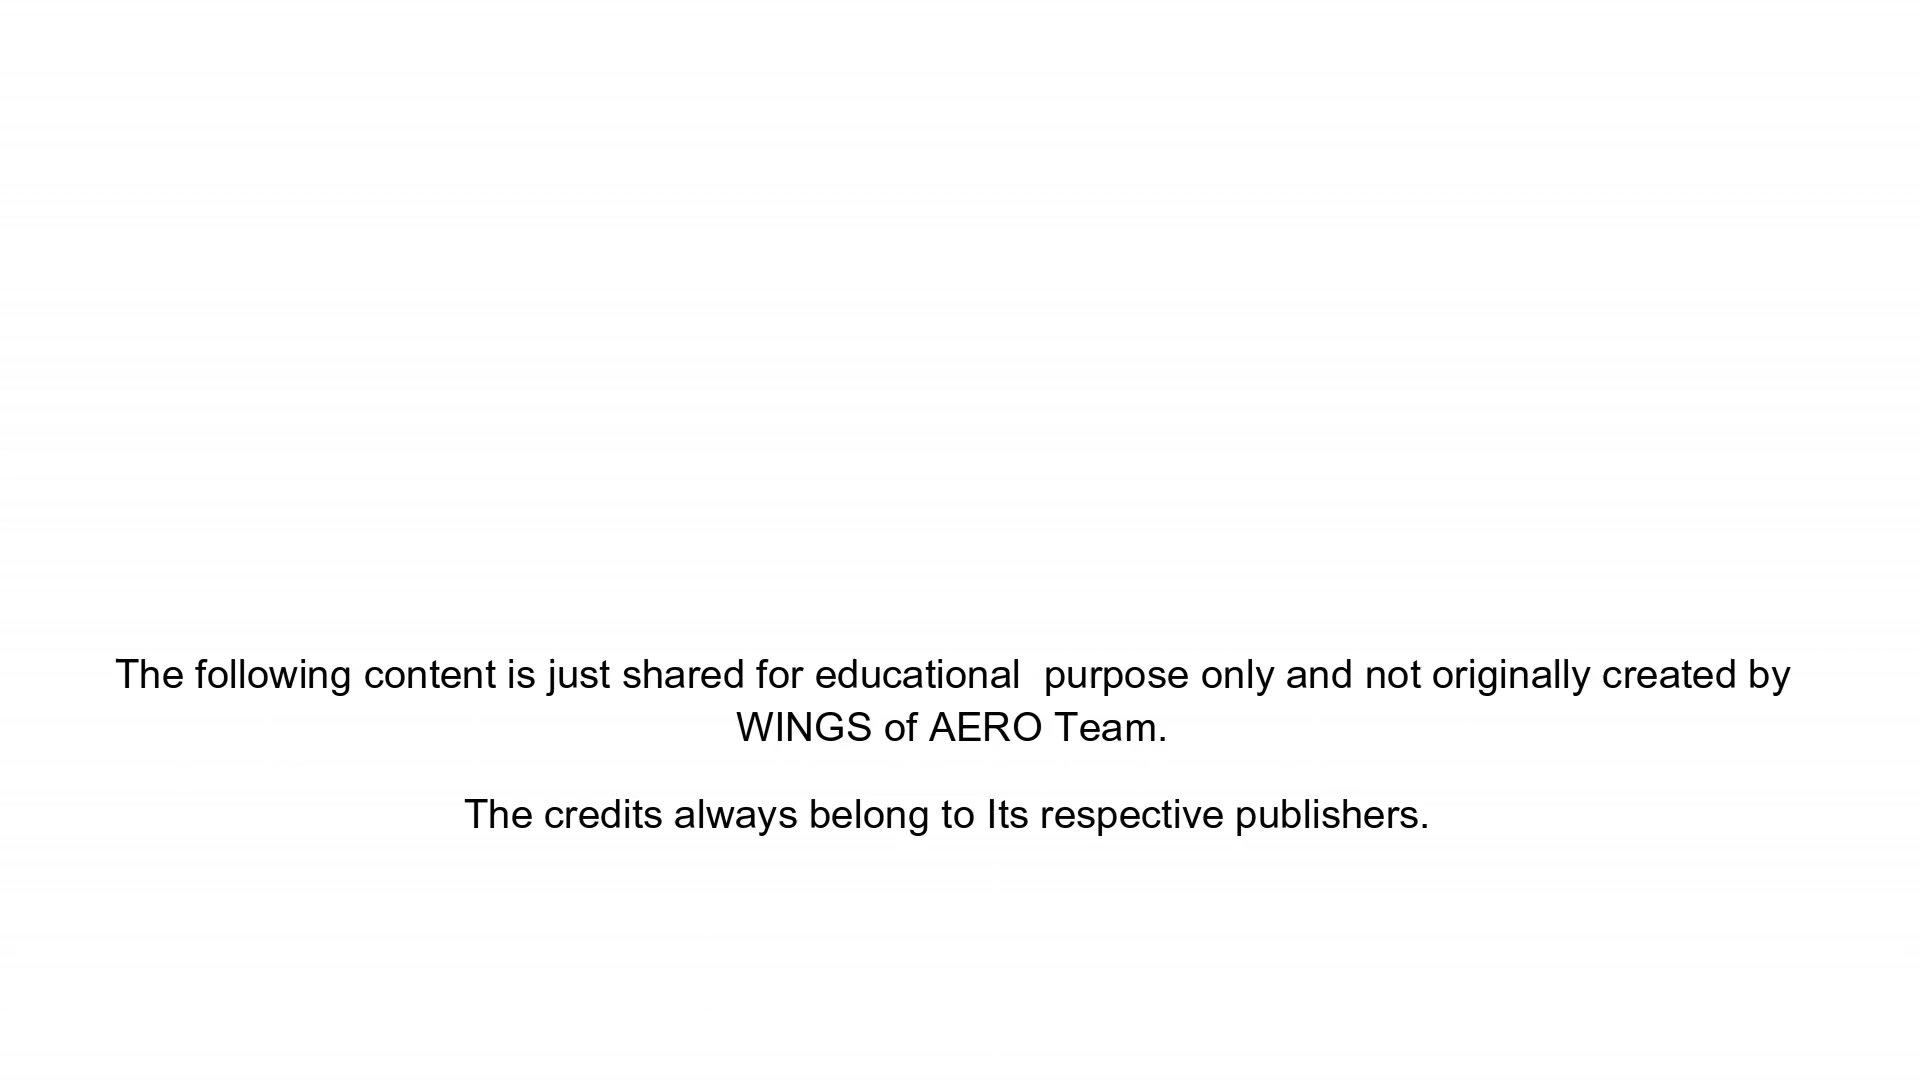 The following content is just shared for educational  purpose only and not originally created by
WINGS of AERO Team.
The credits always belong to Its respective publishers.